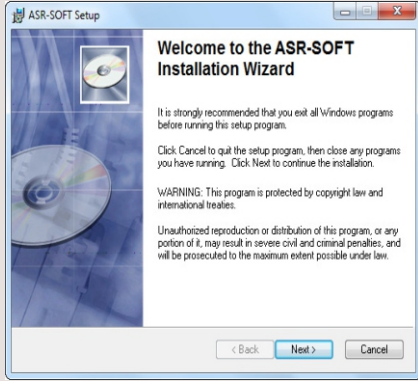 ASR-SOFT Setup
Welcome to the ASR-SOFT
Installation Wizard
It is strongly recommended that you exit all Windows programs
before running this setup program.
Click Cancel to quit the setup program, then close any programs
you have running. Click Next to continue the installation.
WARNING: This program is protected by copyright law and
international treaties.
Unauthorized reproduction or distribution of this program, or any
portion of it, may result in severe civil and criminal penalties, and
will be prosecuted to the maximum extent possible under law.
< Back Next > Cancel